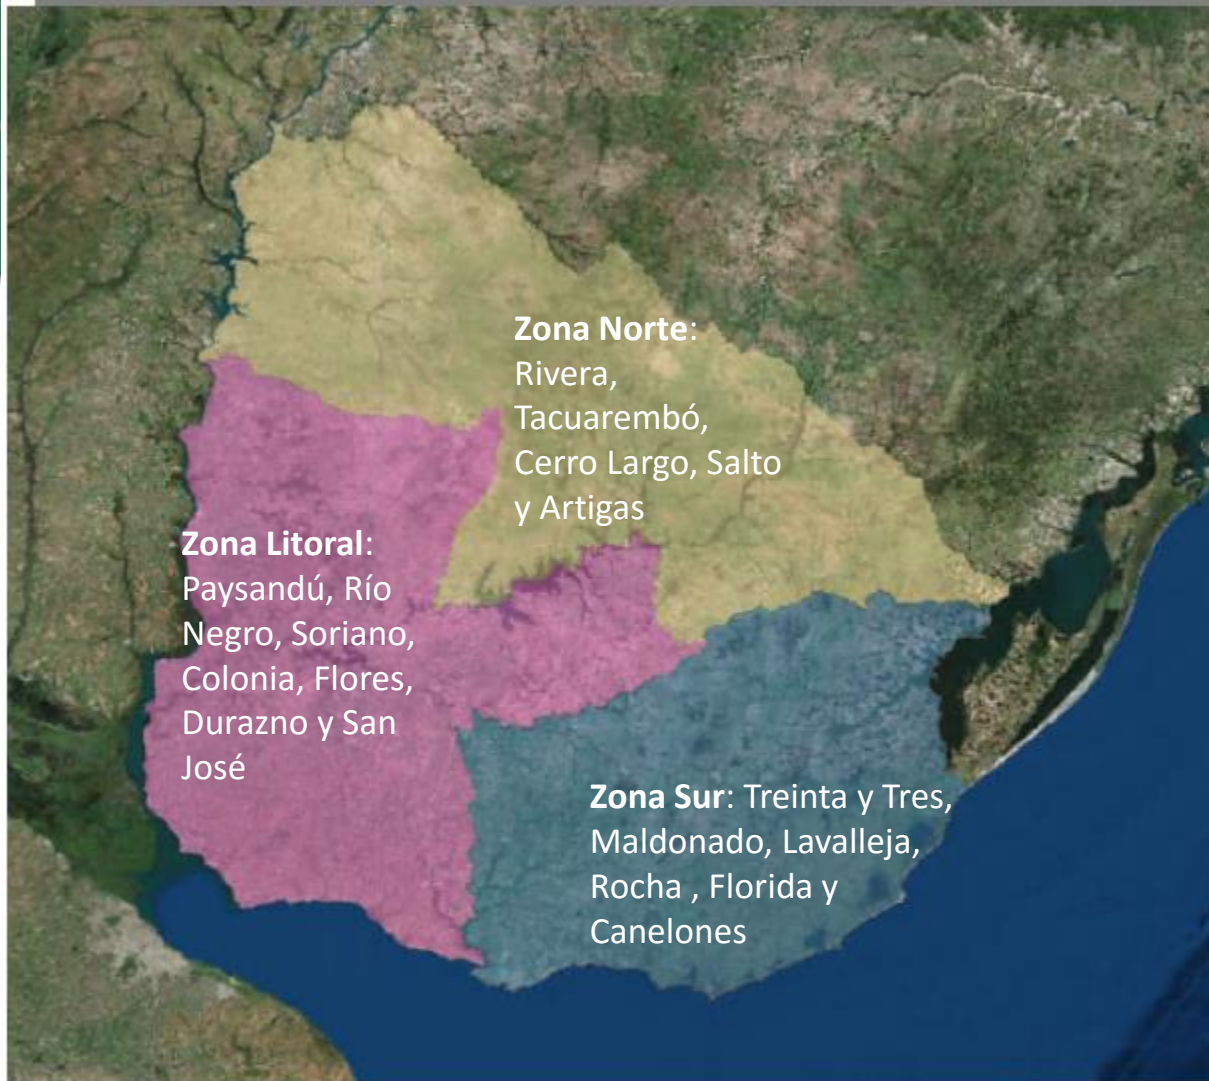 Zona Norte:
Rivera,
Tacuarembó,
Cerro Largo, Salto
y Artigas
Zona Litoral:
Paysandú, Río
Negro, Soriano,
Colonia, Flores,
Durazno y San
José
Zona Sur: Treinta y Tres,
Maldonado, Lavalleja,
Rocha , Florida y
Canelones